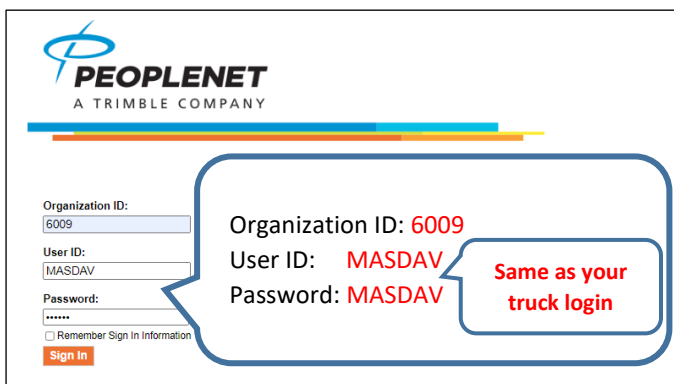 PEOPLENET
A TRIMBLE COMPANY
Organization ID:
6009
User ID:
MASDAV
Password:
••••••
Remember Sign In Information
Sign In
Organization ID: 6009
User ID: MASDAV
Password: MASDAV
Same as your
truck login